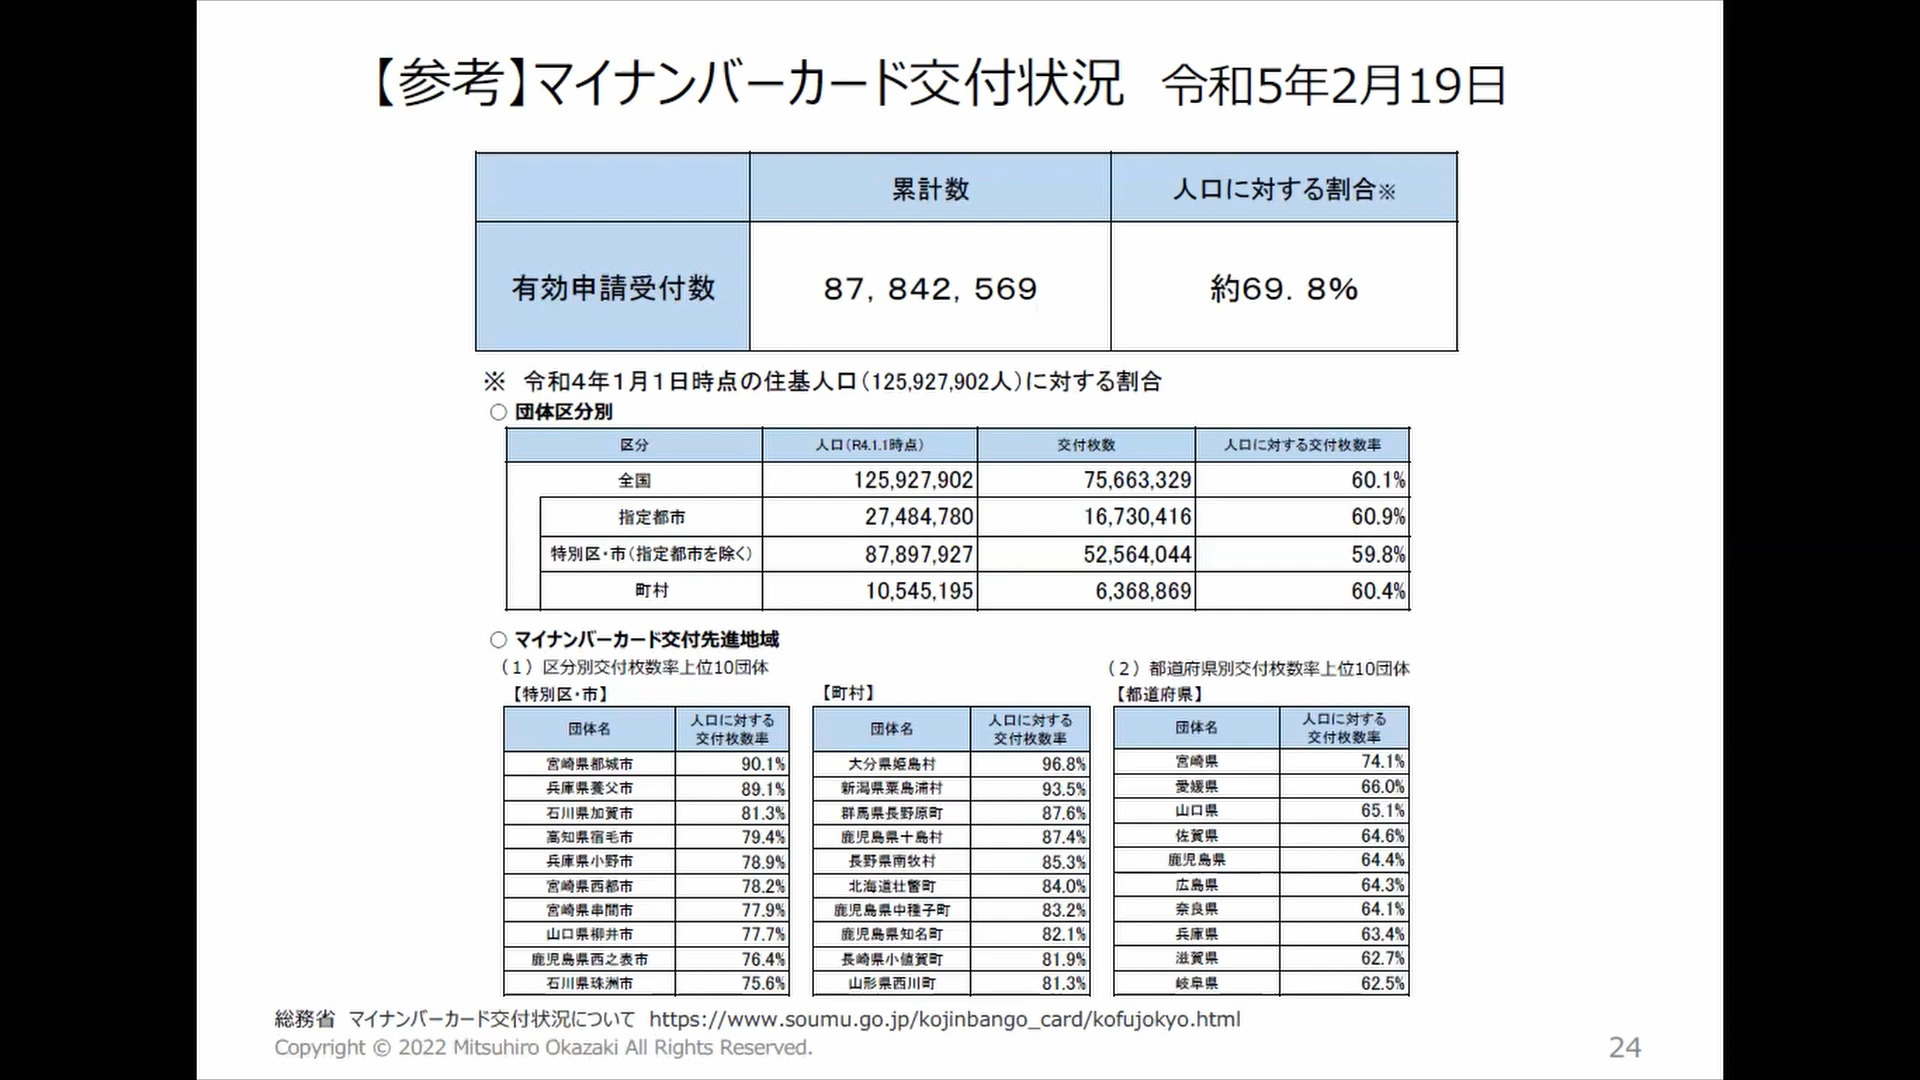 【参考】マイナンバーカード交付状況 令和5年2月19日
累計数 人口に対する割合※
有効申請受付数 87,842,569 約69.8%
※ 令和4年1月1日時点の住基人口(125,927,902人)に対する割合
○ 団体区分別
区分 人口(R4.1.1時点) 交付枚数 人口に対する交付枚数率
全国 125,927,902 75,663,329 60.1%
指定都市 27,484,780 16,730,416 60.9%
特別区・市(指定都市を除く) 87,897,927 52,564,044 59.8%
町村 10,545,195 6,368,869 60.4%
○ マイナンバーカード交付先進地域
(1)区分別交付枚数率上位10団体
【特別区・市】
団体名 人口に対する
交付枚数率
宮崎県都城市 90.1%
兵庫県養父市 89.1%
石川県加賀市 81.3%
高知県宿毛市 79.4%
兵庫県小野市 78.9%
宮崎県西都市 78.2%
宮崎県串間市 77.9%
山口県柳井市 77.7%
鹿児島県西之表市 76.4%
石川県珠洲市 75.6%
【町村】
団体名 人口に対する
交付枚数率
大分県姫島村 96.8%
新潟県粟島浦村 93.5%
群馬県長野原町 87.6%
鹿児島県十島村 87.4%
長野県南牧村 85.3%
北海道壮瞥町 84.0%
鹿児島県中種子町 83.2%
鹿児島県知名町 82.1%
長崎県小値賀町 81.9%
山形県西川町 81.3%
(2)都道府県別交付枚数率上位10団体
【都道府県】
団体名 人口に対する
交付枚数率
宮崎県 74.1%
愛媛県 66.0%
山口県 65.1%
佐賀県 64.6%
鹿児島県 64.4%
広島県 64.3%
奈良県 64.1%
兵庫県 63.4%
滋賀県 62.7%
岐阜県 62.5%
総務省 マイナンバーカード交付状況について https://www.soumu.go.jp/kojinbango_card/kofujokyo.html
Copyright © 2022 Mitsuhiro Okazaki All Rights Reserved.
24